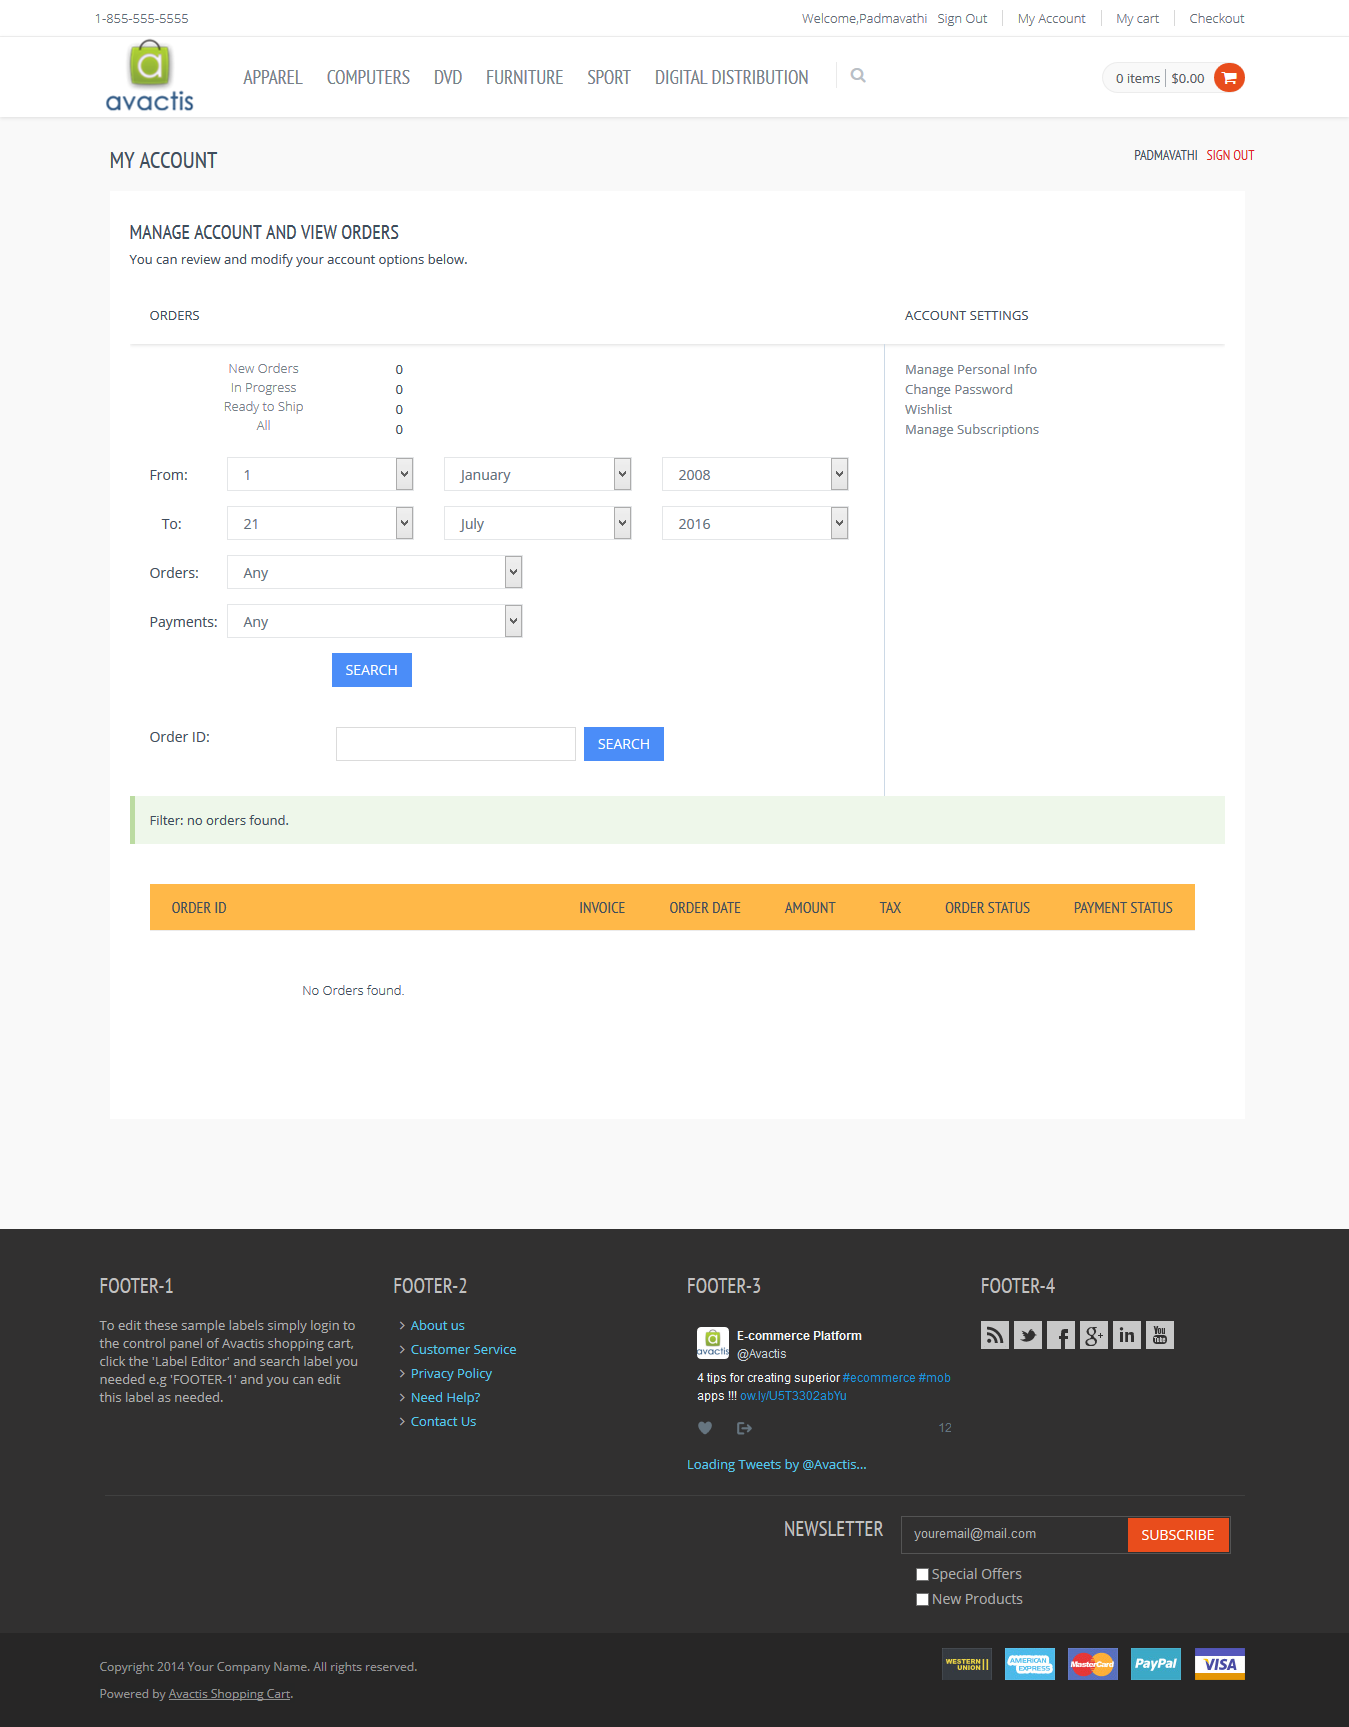 1-855-555-5555
Welcome,Padmavathi Sign Out My Account My cart Checkout
avactis
APPAREL COMPUTERS DVD FURNITURE SPORT DIGITAL DISTRIBUTION
0 items $0.00
MY ACCOUNT
PADMAVATHI SIGN OUT
MANAGE ACCOUNT AND VIEW ORDERS
You can review and modify your account options below.
ORDERS
New Orders 0
In Progress 0
Ready to Ship 0
All 0
From: 1 January 2008
To: 21 July 2016
Orders: Any
Payments: Any
SEARCH
Order ID: SEARCH
ACCOUNT SETTINGS
Manage Personal Info
Change Password
Wishlist
Manage Subscriptions
Filter: no orders found.
ORDER ID INVOICE ORDER DATE AMOUNT TAX ORDER STATUS PAYMENT STATUS
No Orders found.
FOOTER-1
To edit these sample labels simply login to
the control panel of Avactis shopping cart,
click the 'Label Editor' and search label you
needed e.g 'FOOTER-1' and you can edit
this label as needed.
FOOTER-2
About us
Customer Service
Privacy Policy
Need Help?
Contact Us
FOOTER-3
avactis
E-commerce Platform
@Avactis
4 tips for creating superior #ecommerce #mob
apps !!! ow.ly/U5T3302abYu
12
Loading Tweets by @Avactis...
FOOTER-4
g+ in You Tube
NEWSLETTER youremail@mail.com SUBSCRIBE
Special Offers
New Products
Copyright 2014 Your Company Name. All rights reserved.
Powered by Avactis Shopping Cart.
WESTERN UNION AMERICAN EXPRESS MasterCard PayPal VISA